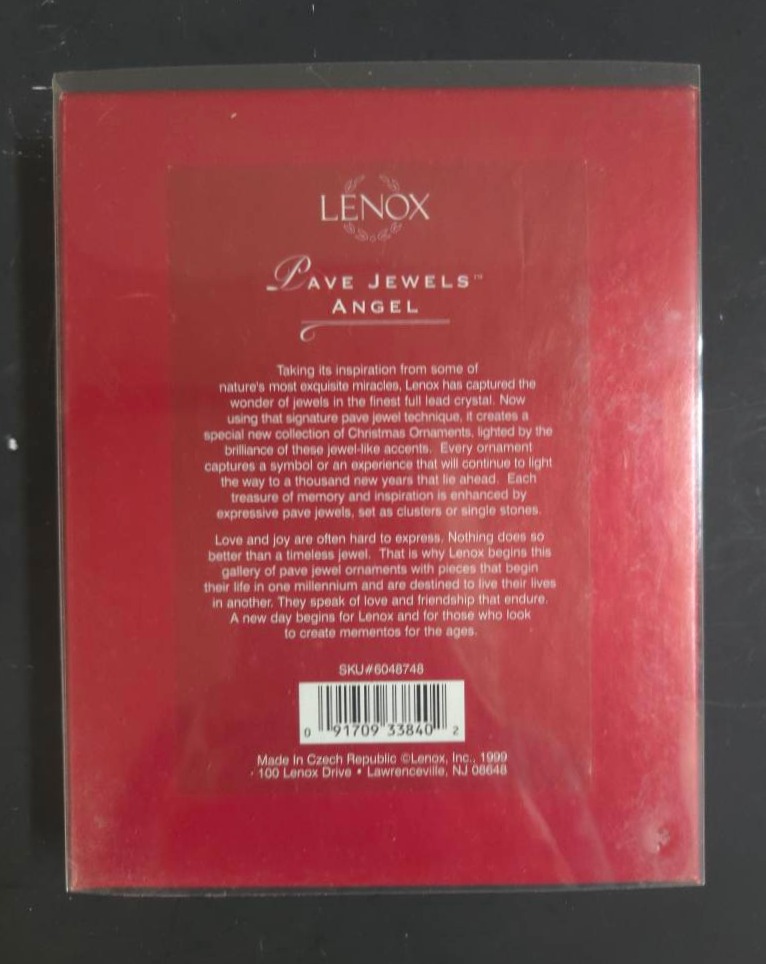 LENOX
PAVE JEWELS™
ANGEL
Taking its inspiration from some of
nature's most exquisite miracles, Lenox has captured the
wonder of jewels in the finest full lead crystal. Now
using that signature pave jewel technique, it creates a
special new collection of Christmas Ornaments, lighted by the
brilliance of these jewel-like accents. Every ornament
captures a symbol or an experience that will continue to light
the way to a thousand new years that lie ahead. Each
treasure of memory and inspiration is enhanced by
expressive pave jewels, set as clusters or single stones.
Love and joy are often hard to express. Nothing does so
better than a timeless jewel. That is why Lenox begins this
gallery of pave jewel ornaments with pieces that begin
their life in one millennium and are destined to live their lives
in another. They speak of love and friendship that endure.
A new day begins for Lenox and for those who look
to create mementos for the ages.
SKU#6048748
0 91709 33840 2
Made In Czech Republic ©Lenox, Inc., 1999
100 Lenox Drive • Lawrenceville, NJ 08648